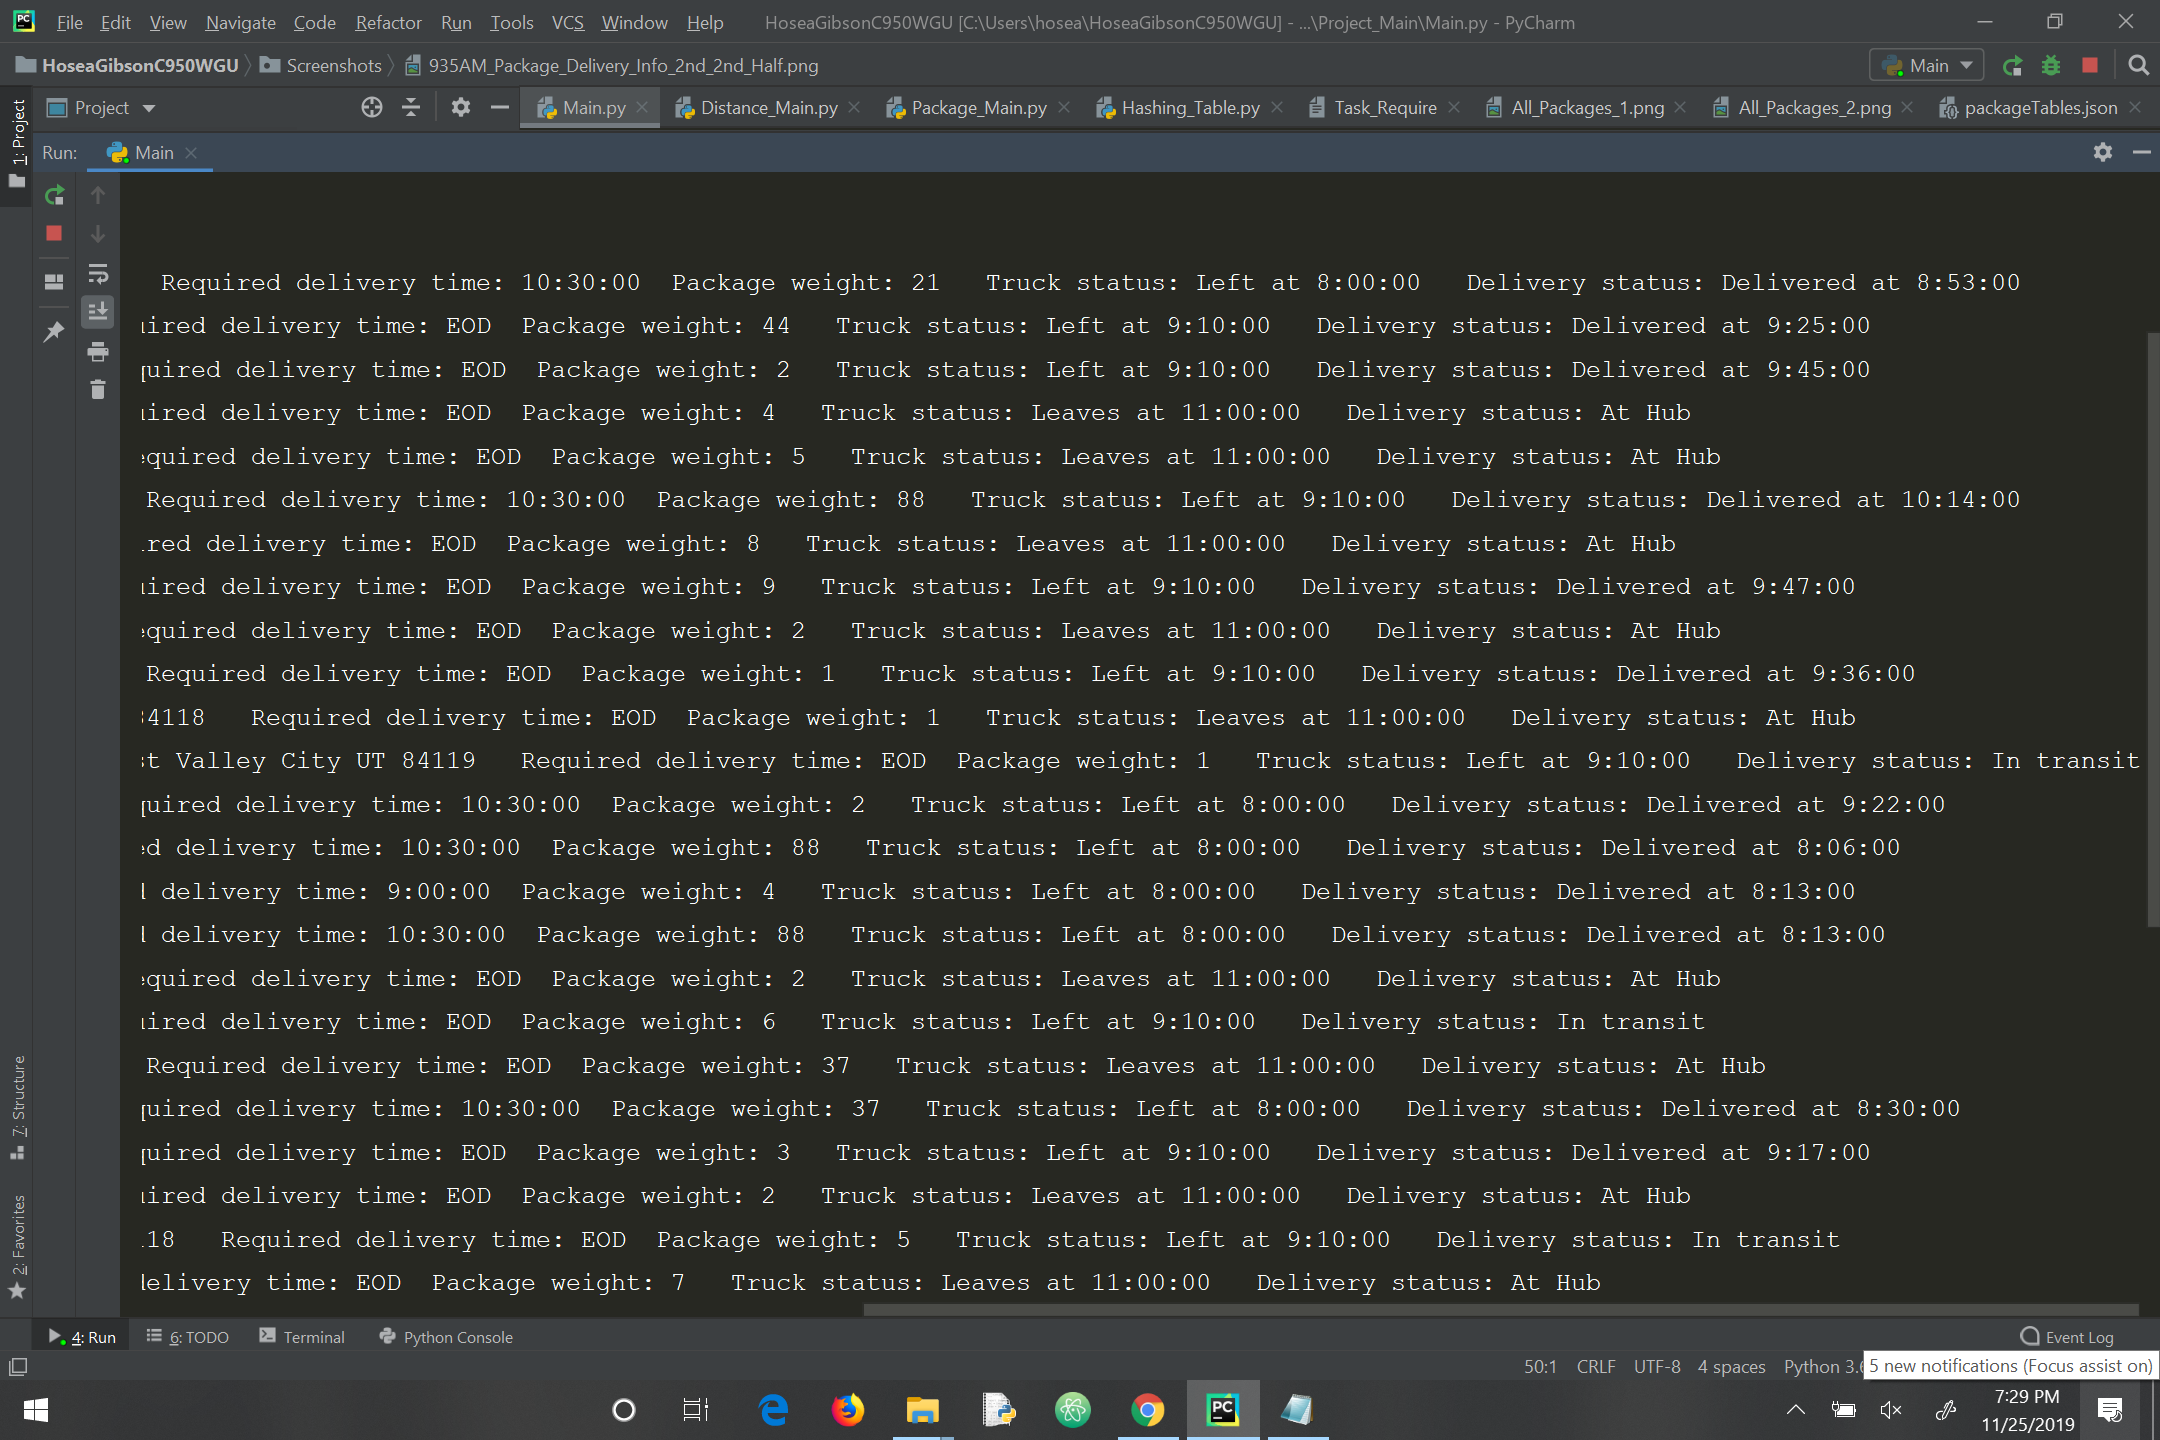 File Edit View Navigate Code Refactor Run Tools VCS Window Help HoseaGibsonC950WGU [C:\Users\hosea\HoseaGibsonC950WGU] - ...\Project_Main\Main.py - PyCharm
HoseaGibsonC950WGU Screenshots 935AM_Package_Delivery_Info_2nd_2nd_Half.png Main
1: Project
Project Main.py Distance_Main.py Package_Main.py Hashing_Table.py Task_Require All_Packages_1.png All_Packages_2.png packageTables.json
Run: Main
Required delivery time: 10:30:00 Package weight: 21 Truck status: Left at 8:00:00 Delivery status: Delivered at 8:53:00
uired delivery time: EOD Package weight: 44 Truck status: Left at 9:10:00 Delivery status: Delivered at 9:25:00
quired delivery time: EOD Package weight: 2 Truck status: Left at 9:10:00 Delivery status: Delivered at 9:45:00
uired delivery time: EOD Package weight: 4 Truck status: Leaves at 11:00:00 Delivery status: At Hub
equired delivery time: EOD Package weight: 5 Truck status: Leaves at 11:00:00 Delivery status: At Hub
Required delivery time: 10:30:00 Package weight: 88 Truck status: Left at 9:10:00 Delivery status: Delivered at 10:14:00
ired delivery time: EOD Package weight: 8 Truck status: Leaves at 11:00:00 Delivery status: At Hub
uired delivery time: EOD Package weight: 9 Truck status: Left at 9:10:00 Delivery status: Delivered at 9:47:00
equired delivery time: EOD Package weight: 2 Truck status: Leaves at 11:00:00 Delivery status: At Hub
Required delivery time: EOD Package weight: 1 Truck status: Left at 9:10:00 Delivery status: Delivered at 9:36:00
84118 Required delivery time: EOD Package weight: 1 Truck status: Leaves at 11:00:00 Delivery status: At Hub
st Valley City UT 84119 Required delivery time: EOD Package weight: 1 Truck status: Left at 9:10:00 Delivery status: In transit
quired delivery time: 10:30:00 Package weight: 2 Truck status: Left at 8:00:00 Delivery status: Delivered at 9:22:00
ed delivery time: 10:30:00 Package weight: 88 Truck status: Left at 8:00:00 Delivery status: Delivered at 8:06:00
d delivery time: 9:00:00 Package weight: 4 Truck status: Left at 8:00:00 Delivery status: Delivered at 8:13:00
d delivery time: 10:30:00 Package weight: 88 Truck status: Left at 8:00:00 Delivery status: Delivered at 8:13:00
equired delivery time: EOD Package weight: 2 Truck status: Leaves at 11:00:00 Delivery status: At Hub
uired delivery time: EOD Package weight: 6 Truck status: Left at 9:10:00 Delivery status: In transit
Required delivery time: EOD Package weight: 37 Truck status: Leaves at 11:00:00 Delivery status: At Hub
quired delivery time: 10:30:00 Package weight: 37 Truck status: Left at 8:00:00 Delivery status: Delivered at 8:30:00
quired delivery time: EOD Package weight: 3 Truck status: Left at 9:10:00 Delivery status: Delivered at 9:17:00
uired delivery time: EOD Package weight: 2 Truck status: Leaves at 11:00:00 Delivery status: At Hub
118 Required delivery time: EOD Package weight: 5 Truck status: Left at 9:10:00 Delivery status: In transit
delivery time: EOD Package weight: 7 Truck status: Leaves at 11:00:00 Delivery status: At Hub
7: Structure
2: Favorites
4: Run 6: TODO Terminal Python Console Event Log
50:1 CRLF UTF-8 4 spaces Python 3.6 5 new notifications (Focus assist on)
7:29 PM
11/25/2019